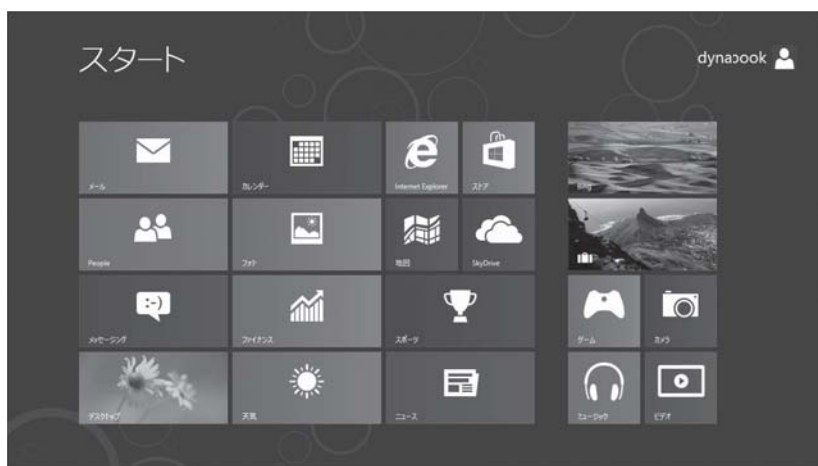 スタート
dynabook
メール
カレンダー
Internet Explorer
ストア
Bing
People
フォト
地図
SkyDrive
メッセージング
ファイナンス
スポーツ
ゲーム
カメラ
デスクトップ
天気
ニュース
ミュージック
ビデオ